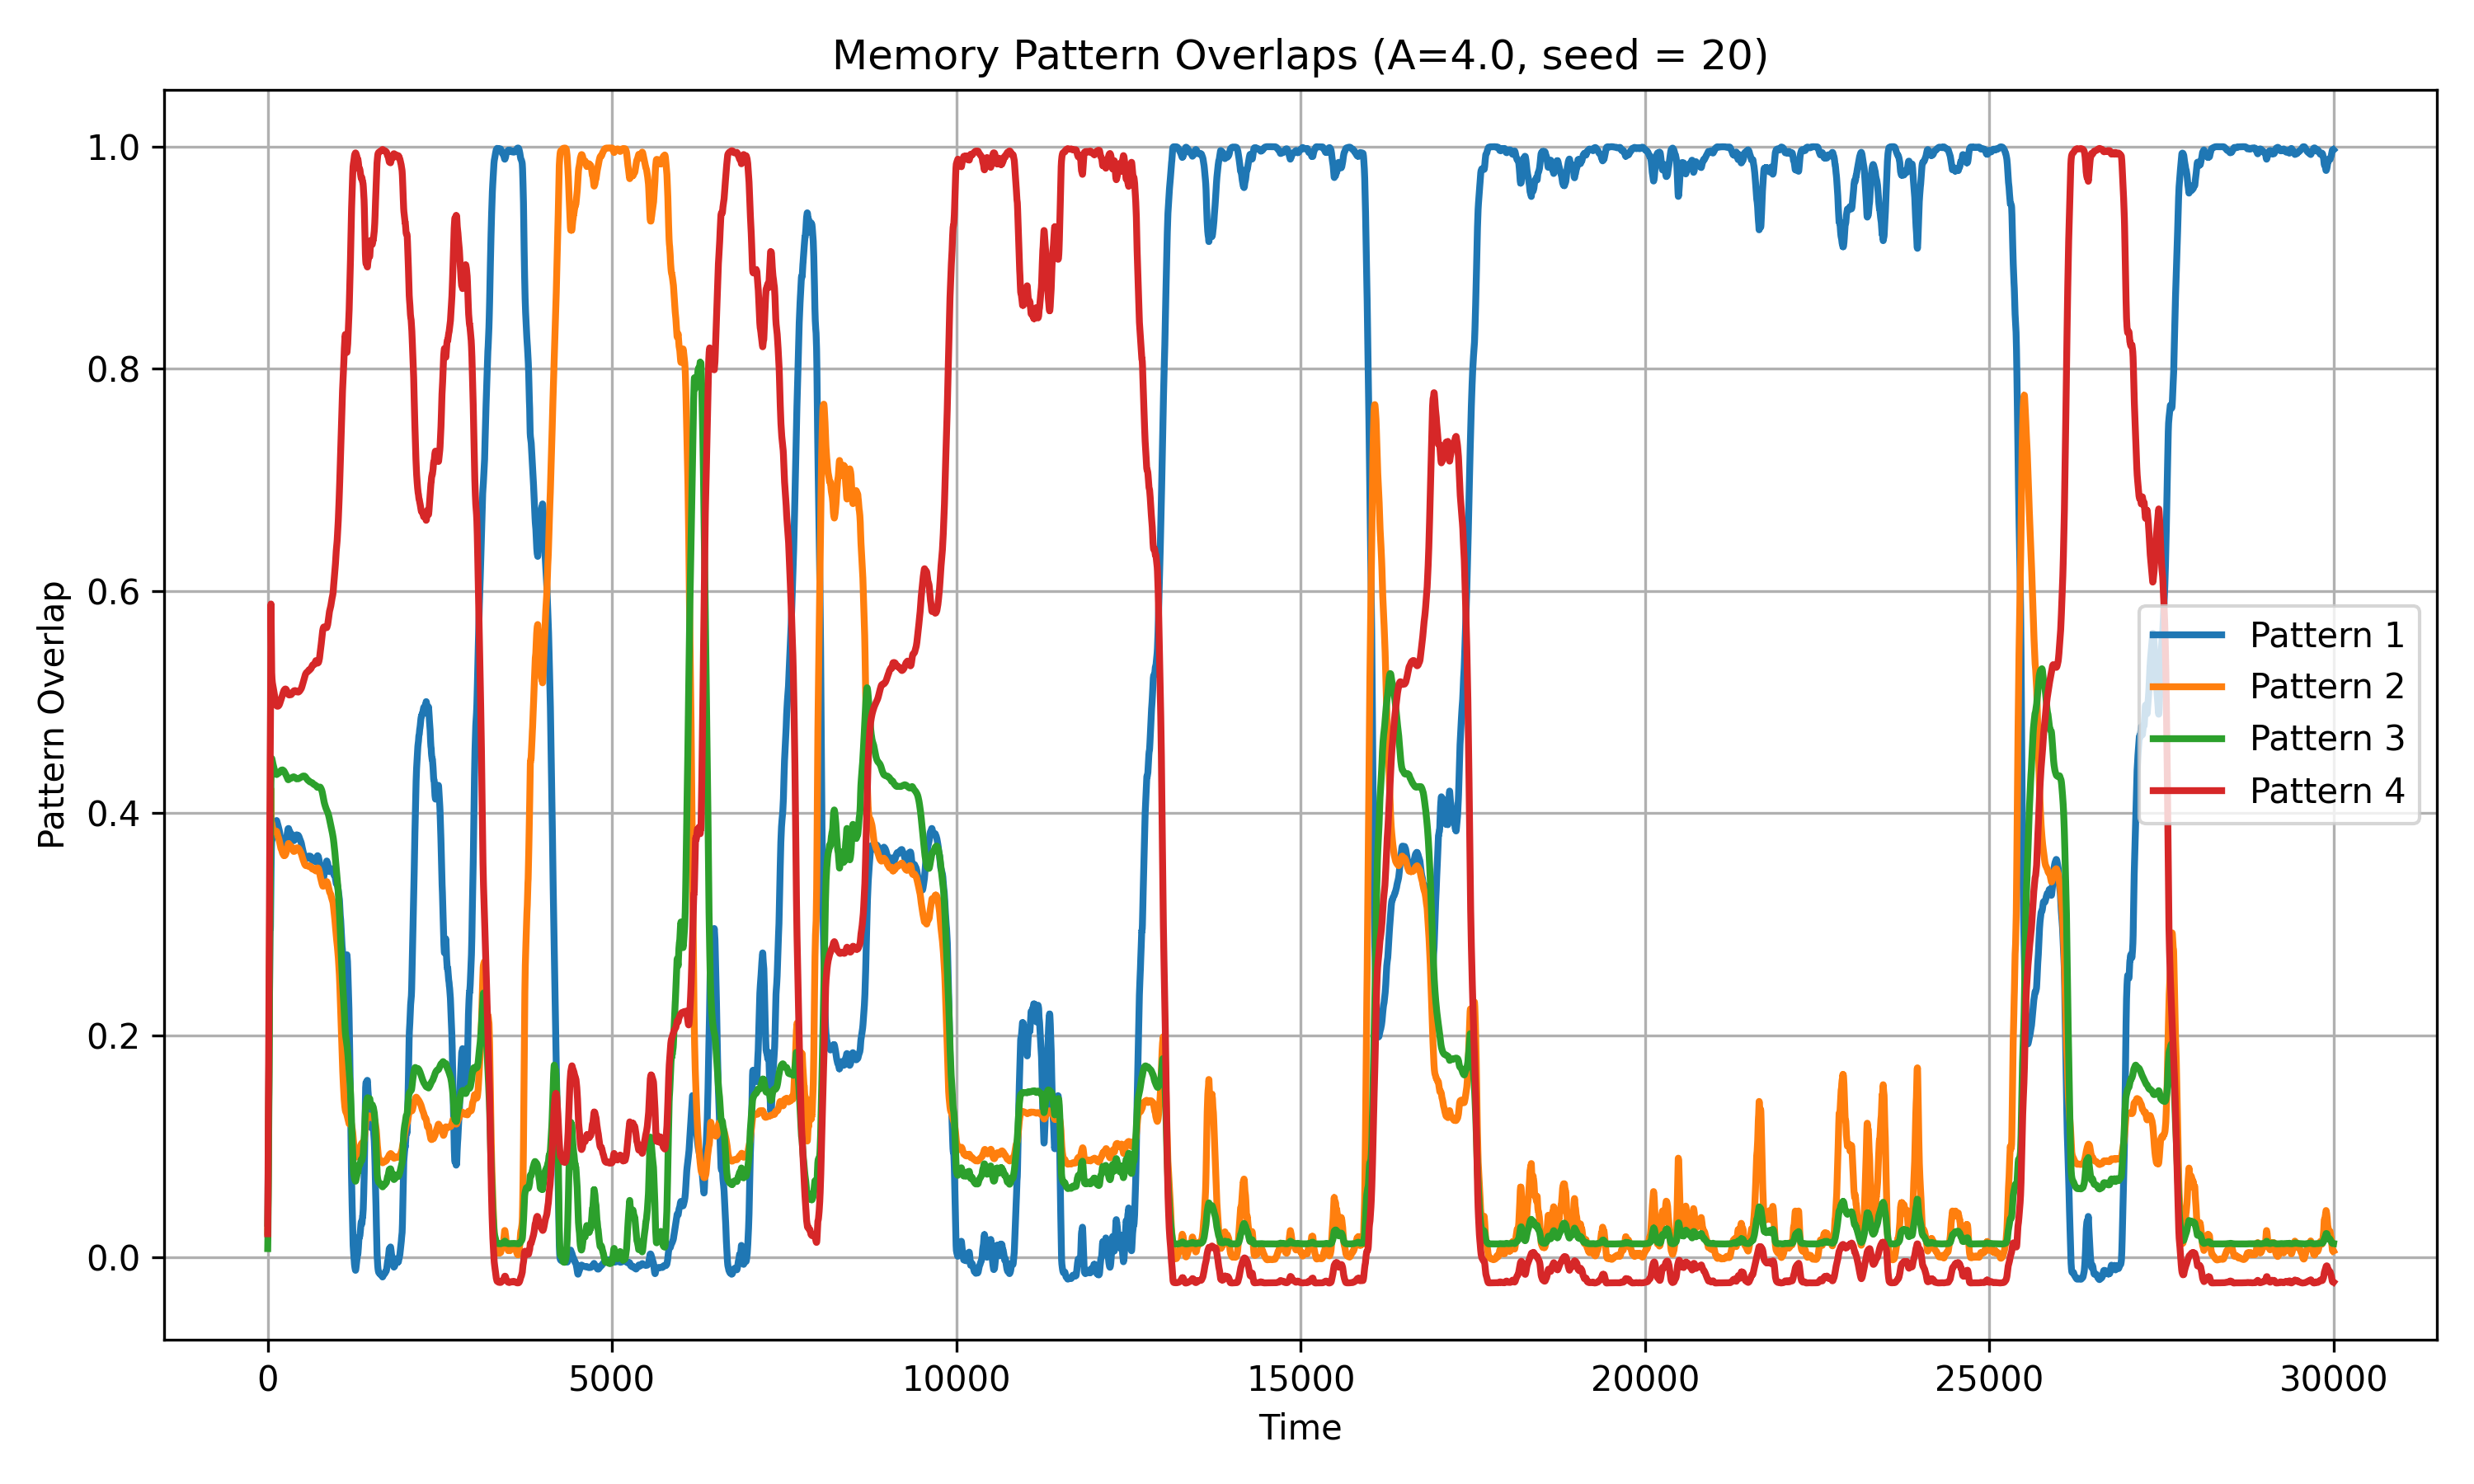 Memory Pattern Overlaps (A=4.0, seed = 20)
Pattern Overlap
1.0
0.8
0.6
0.4
0.2
0.0
Pattern 1
Pattern 2
Pattern 3
Pattern 4
0 5000 10000 15000 20000 25000 30000
Time